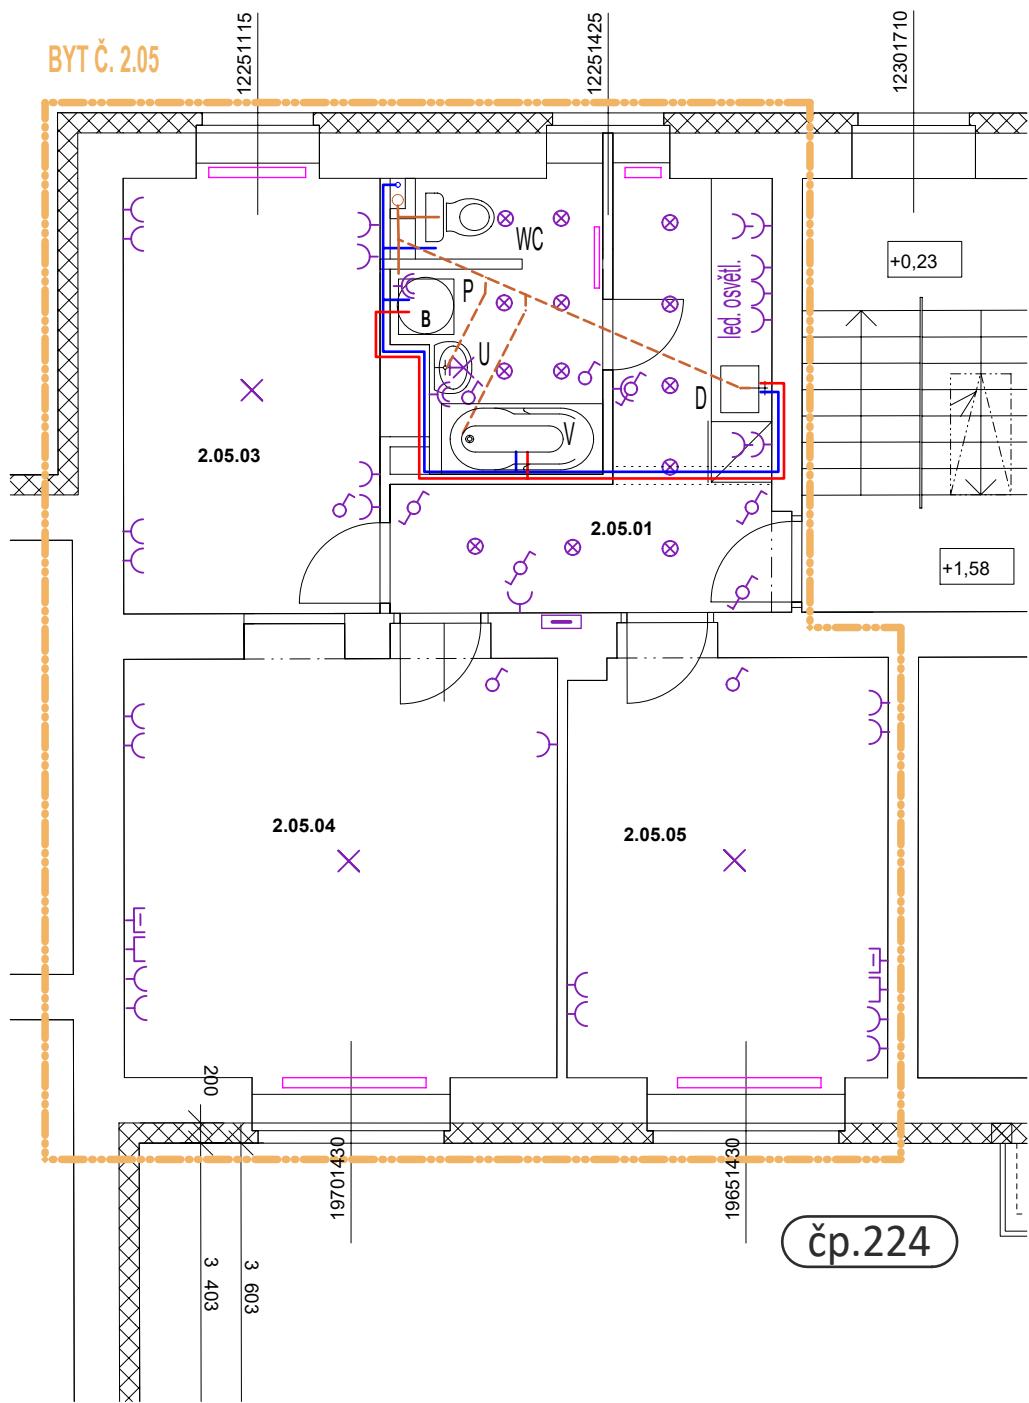 12251115
12251425
12301710
BYT Č. 2.05
WC
+0,23
led. osvětl.
P
B
U
D
V
2.05.03
2.05.01
+1,58
2.05.04
2.05.05
200
19701430
19651430
čp.224
3 403
3 603